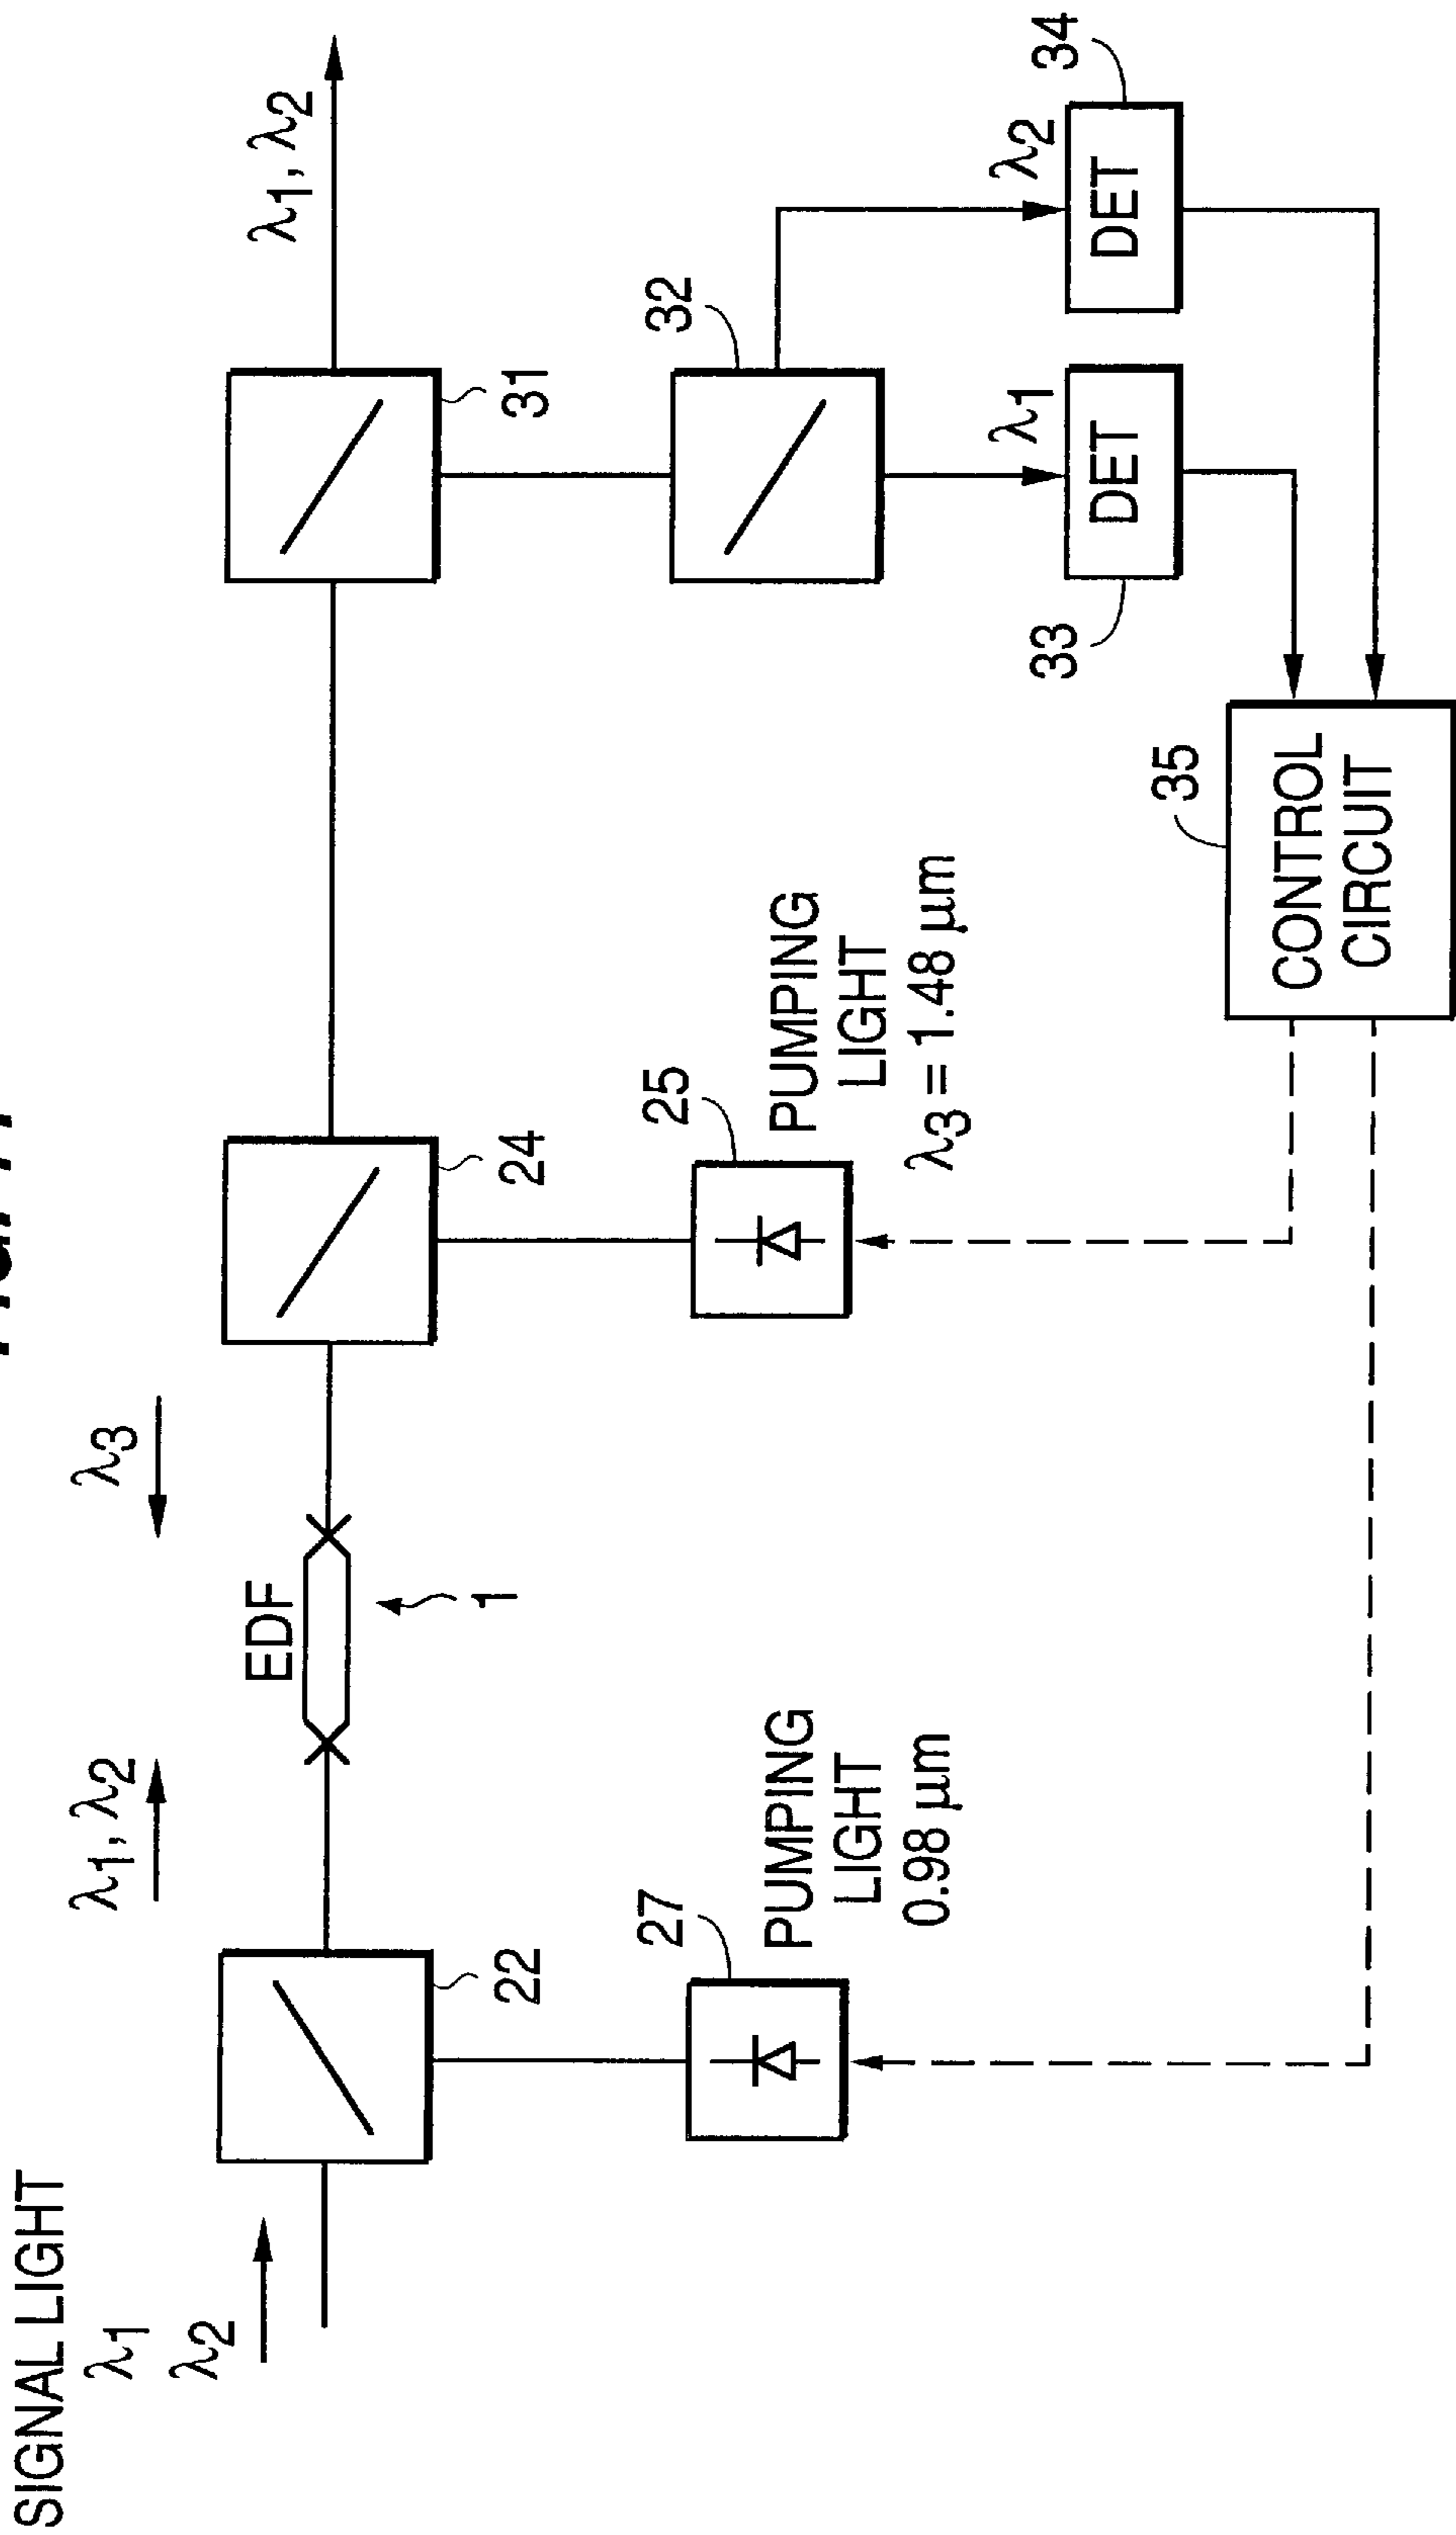 SIGNAL LIGHT
λ1
λ2
λ1, λ2
λ3
EDF
1
22
24
31
λ1, λ2
27
PUMPING
LIGHT
0.98 μm
25
PUMPING
LIGHT
λ3 = 1.48 μm
32
λ1
λ2
33
DET
DET
34
35
CONTROL
CIRCUIT